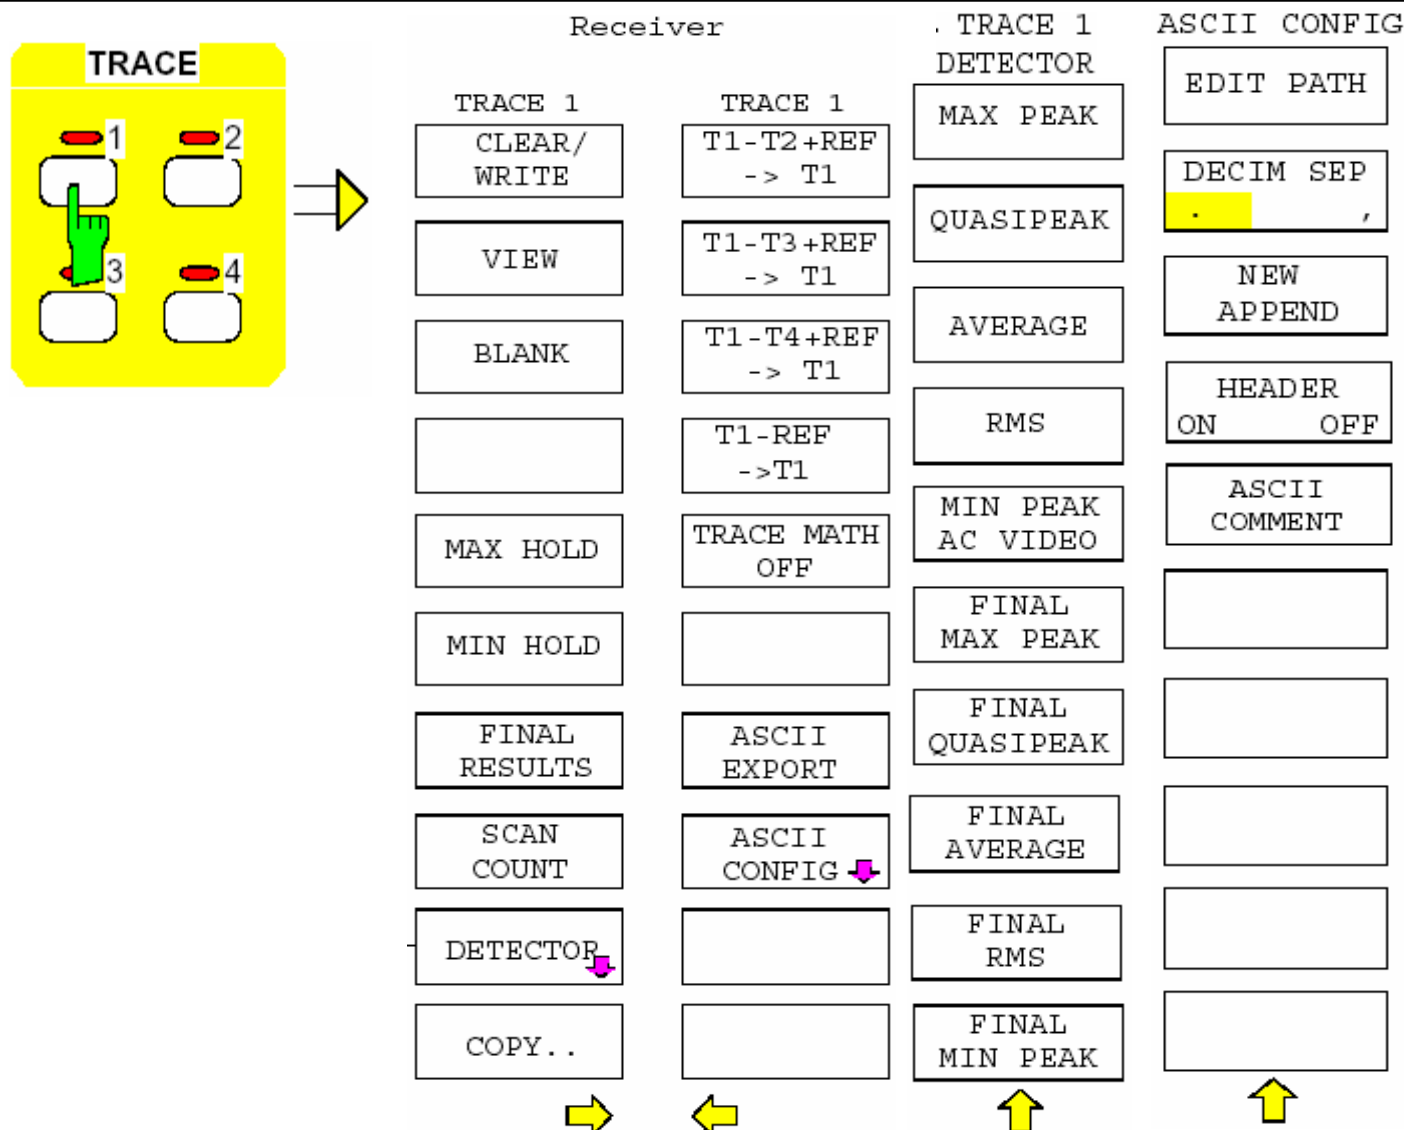 TRACE
1
2
3
4
Receiver
TRACE 1
CLEAR/
WRITE
VIEW
BLANK
MAX HOLD
MIN HOLD
FINAL
RESULTS
SCAN
COUNT
DETECTOR
COPY..
TRACE 1
T1-T2+REF
-> T1
T1-T3+REF
-> T1
T1-T4+REF
-> T1
T1-REF
->T1
TRACE MATH
OFF
ASCII
EXPORT
ASCII
CONFIG
. TRACE 1
DETECTOR
MAX PEAK
QUASIPEAK
AVERAGE
RMS
MIN PEAK
AC VIDEO
FINAL
MAX PEAK
FINAL
QUASIPEAK
FINAL
AVERAGE
FINAL
RMS
FINAL
MIN PEAK
ASCII CONFIG
EDIT PATH
DECIM SEP
. ,
NEW
APPEND
HEADER
ON OFF
ASCII
COMMENT